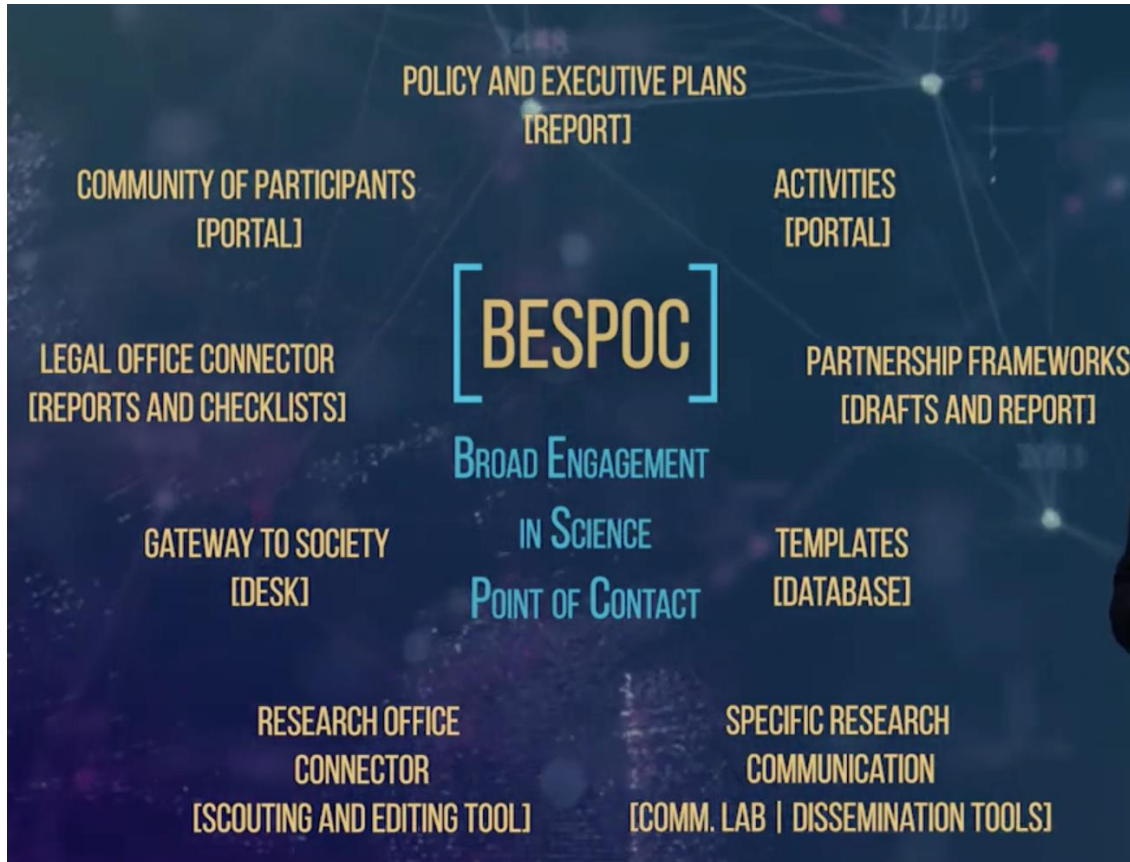 POLICY AND EXECUTIVE PLANS
[REPORT]
COMMUNITY OF PARTICIPANTS
[PORTAL]
ACTIVITIES
[PORTAL]
[BESPOC]
LEGAL OFFICE CONNECTOR
[REPORTS AND CHECKLISTS]
PARTNERSHIP FRAMEWORKS
[DRAFTS AND REPORT]
BROAD ENGAGEMENT
IN SCIENCE
POINT OF CONTACT
GATEWAY TO SOCIETY
[DESK]
TEMPLATES
[DATABASE]
RESEARCH OFFICE
CONNECTOR
[SCOUTING AND EDITING TOOL]
SPECIFIC RESEARCH
COMMUNICATION
[COMM. LAB | DISSEMINATION TOOLS]